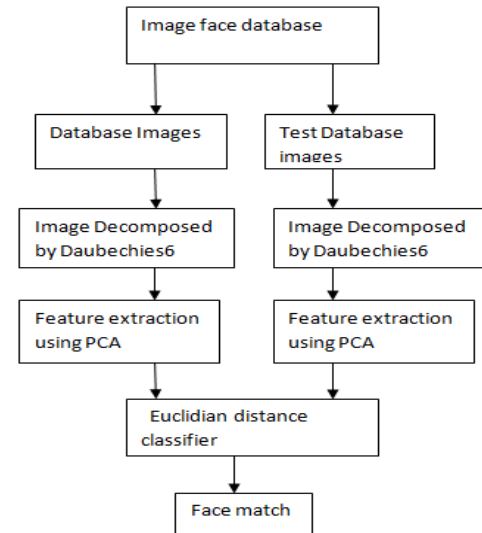 Image face database
Database Images
Test Database
images
Image Decomposed
by Daubechies6
Image Decomposed
by Daubechies6
Feature extraction
using PCA
Feature extraction
using PCA
Euclidian distance
classifier
Face match